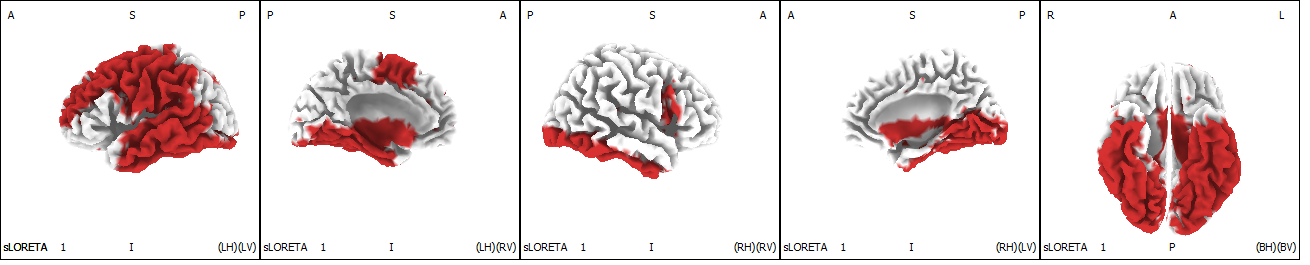 A S P
sLORETA 1 I (LH)(LV)
P S A
sLORETA 1 I (LH)(RV)
P S A
sLORETA 1 I (RH)(RV)
A S P
sLORETA 1 I (RH)(LV)
R A L
sLORETA 1 P (BH)(BV)